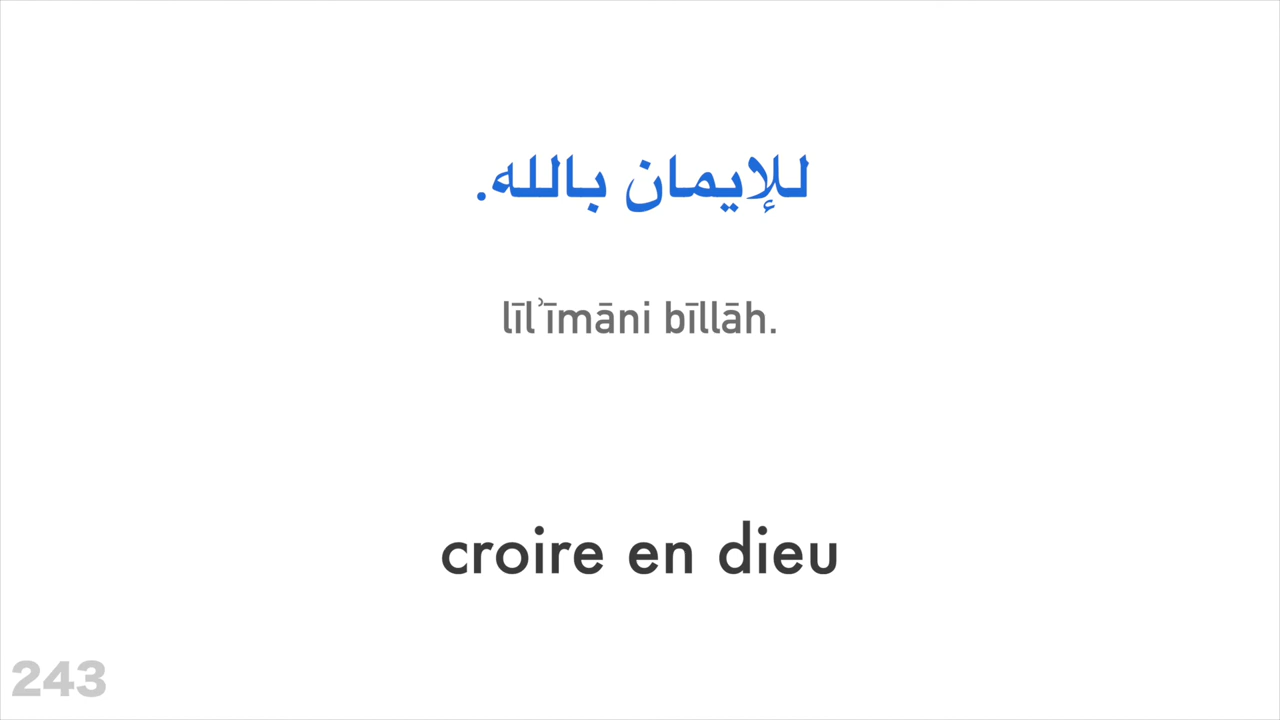 للإيمان بالله.
līlʾīmāni bīllāh.
croire en dieu
243